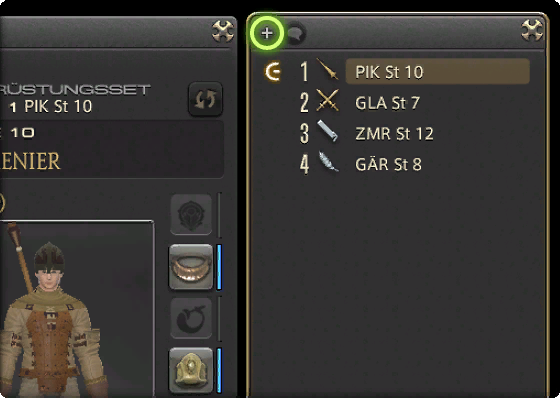 RÜSTUNGSSET
1 PIK St 10
10
ENIER
1 PIK St 10
2 GLA St 7
3 ZMR St 12
4 GÄR St 8